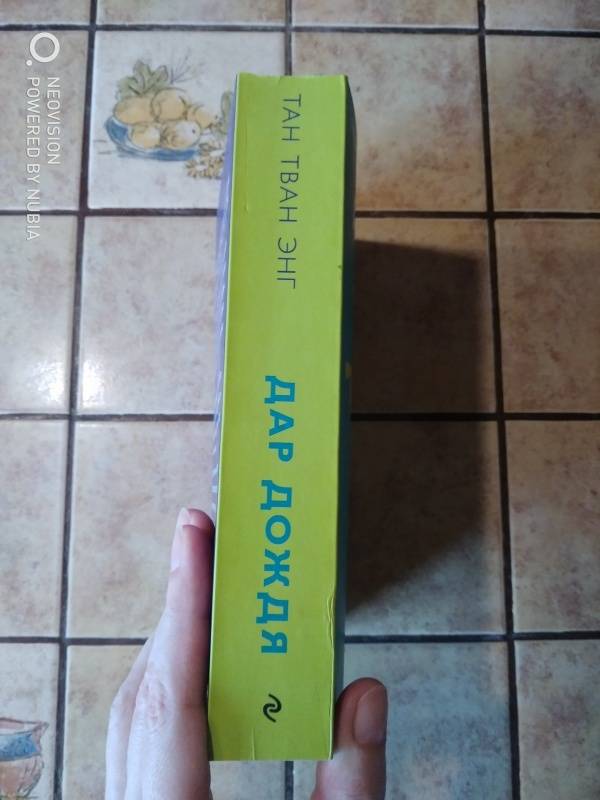 NEOVISION
POWERED BY NUBIA
ТАН ТВАН ЭНГ
ДАР ДОЖДЯ